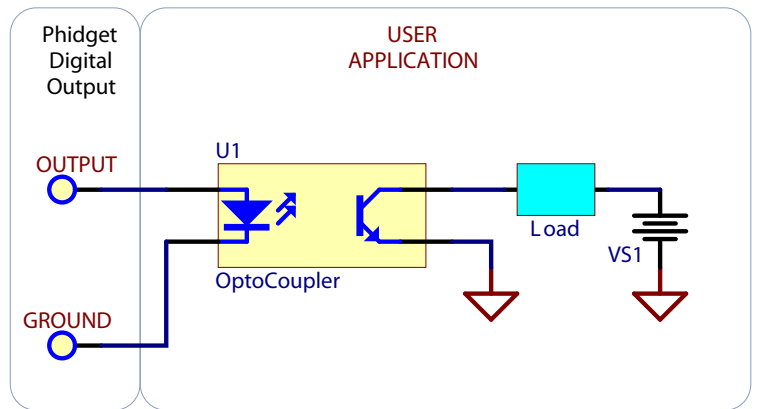 Phidget
Digital
Output
USER
APPLICATION
OUTPUT
U1
Load
VS1
OptoCoupler
GROUND